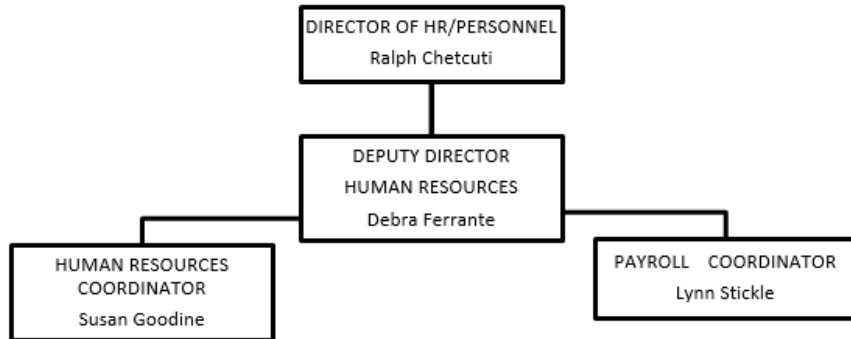 DIRECTOR OF HR/PERSONNEL
Ralph Chetcuti
DEPUTY DIRECTOR
HUMAN RESOURCES
Debra Ferrante
HUMAN RESOURCES
COORDINATOR
Susan Goodine
PAYROLL COORDINATOR
Lynn Stickle